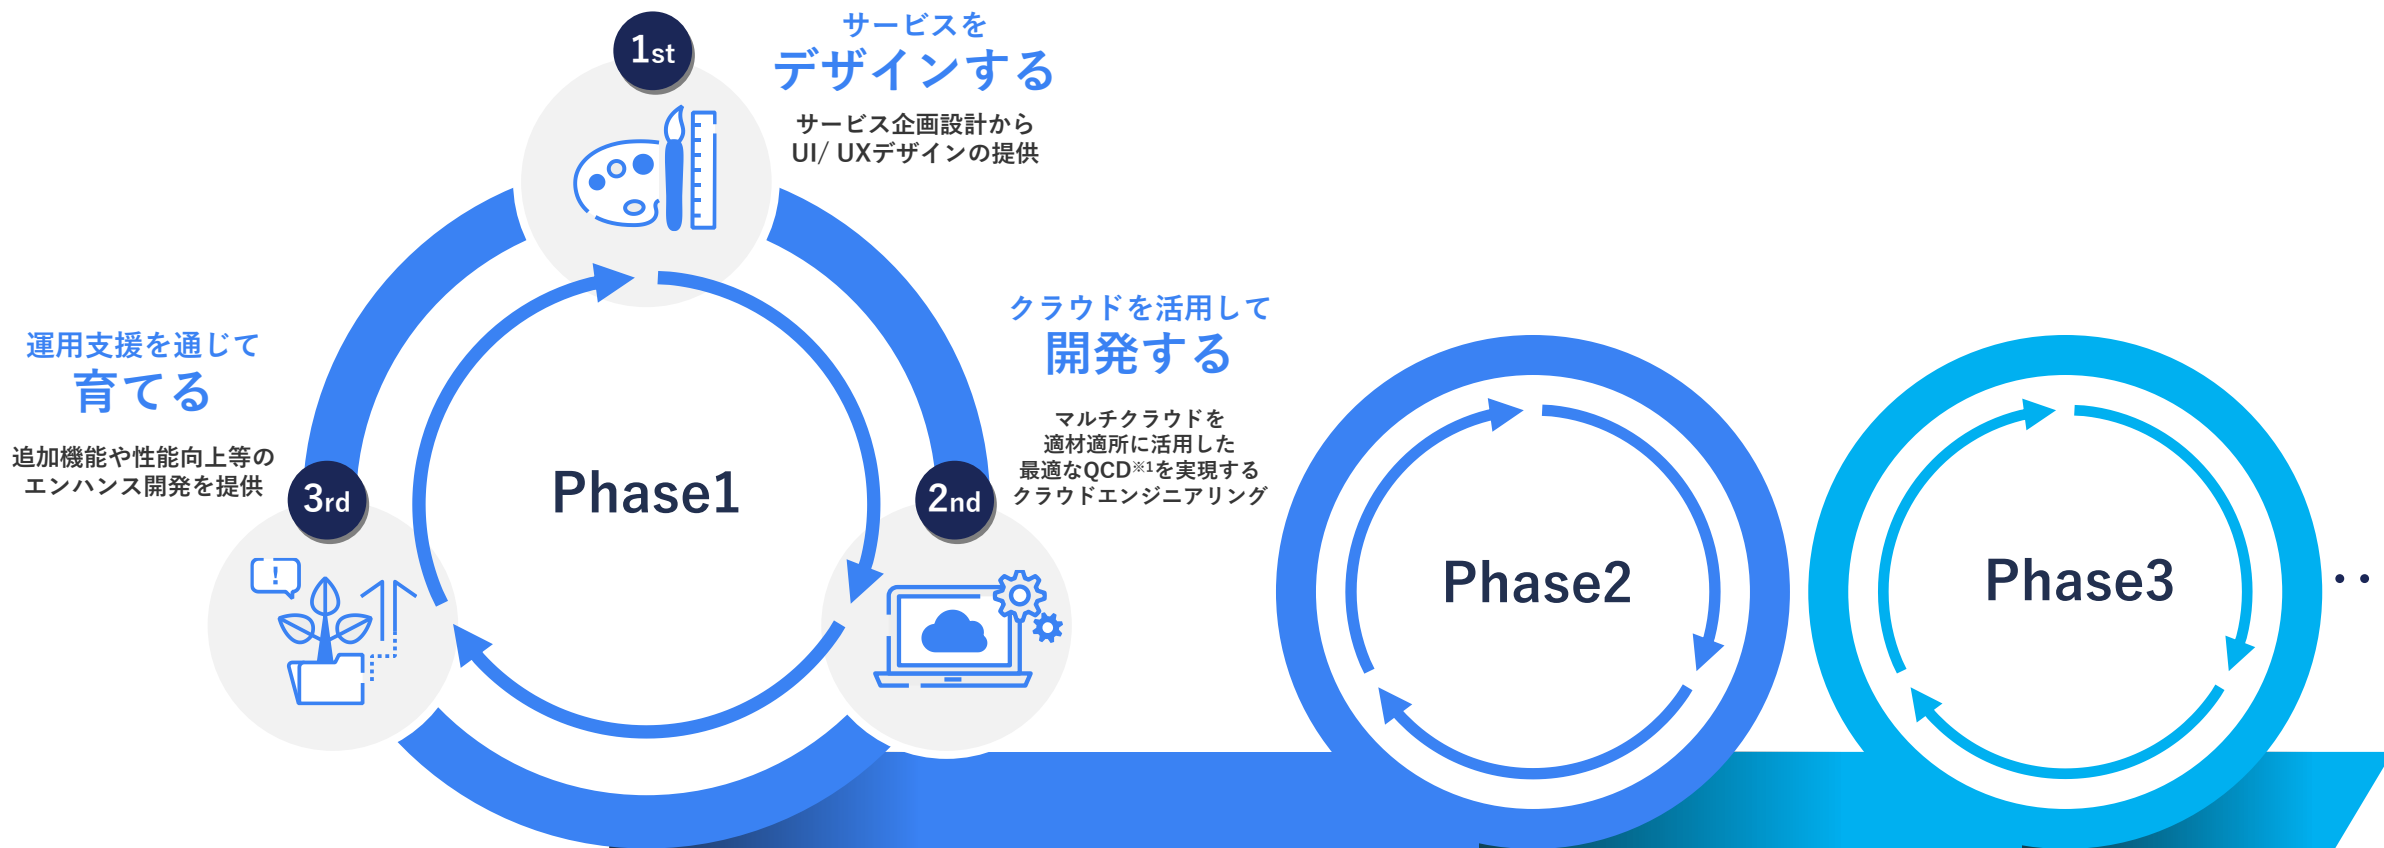 1st
サービスを
デザインする
サービス企画設計から
UI/ UXデザインの提供
クラウドを活用して
開発する
マルチクラウドを
適材適所に活用した
最適なQCD※1を実現する
クラウドエンジニアリング
2nd
運用支援を通じて
育てる
追加機能や性能向上等の
エンハンス開発を提供
3rd
!
Phase1
Phase2
Phase3
・・